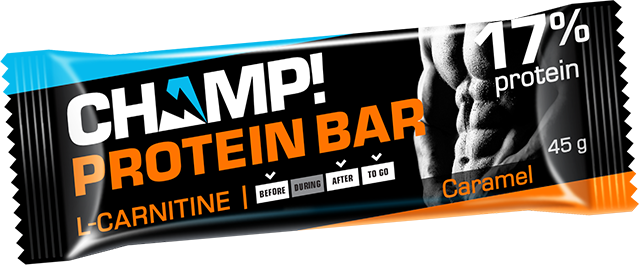 CHAMP!
PROTEIN BAR
L-CARNITINE |
BEFORE DURING AFTER TO GO
17%
protein
45 g
Caramel